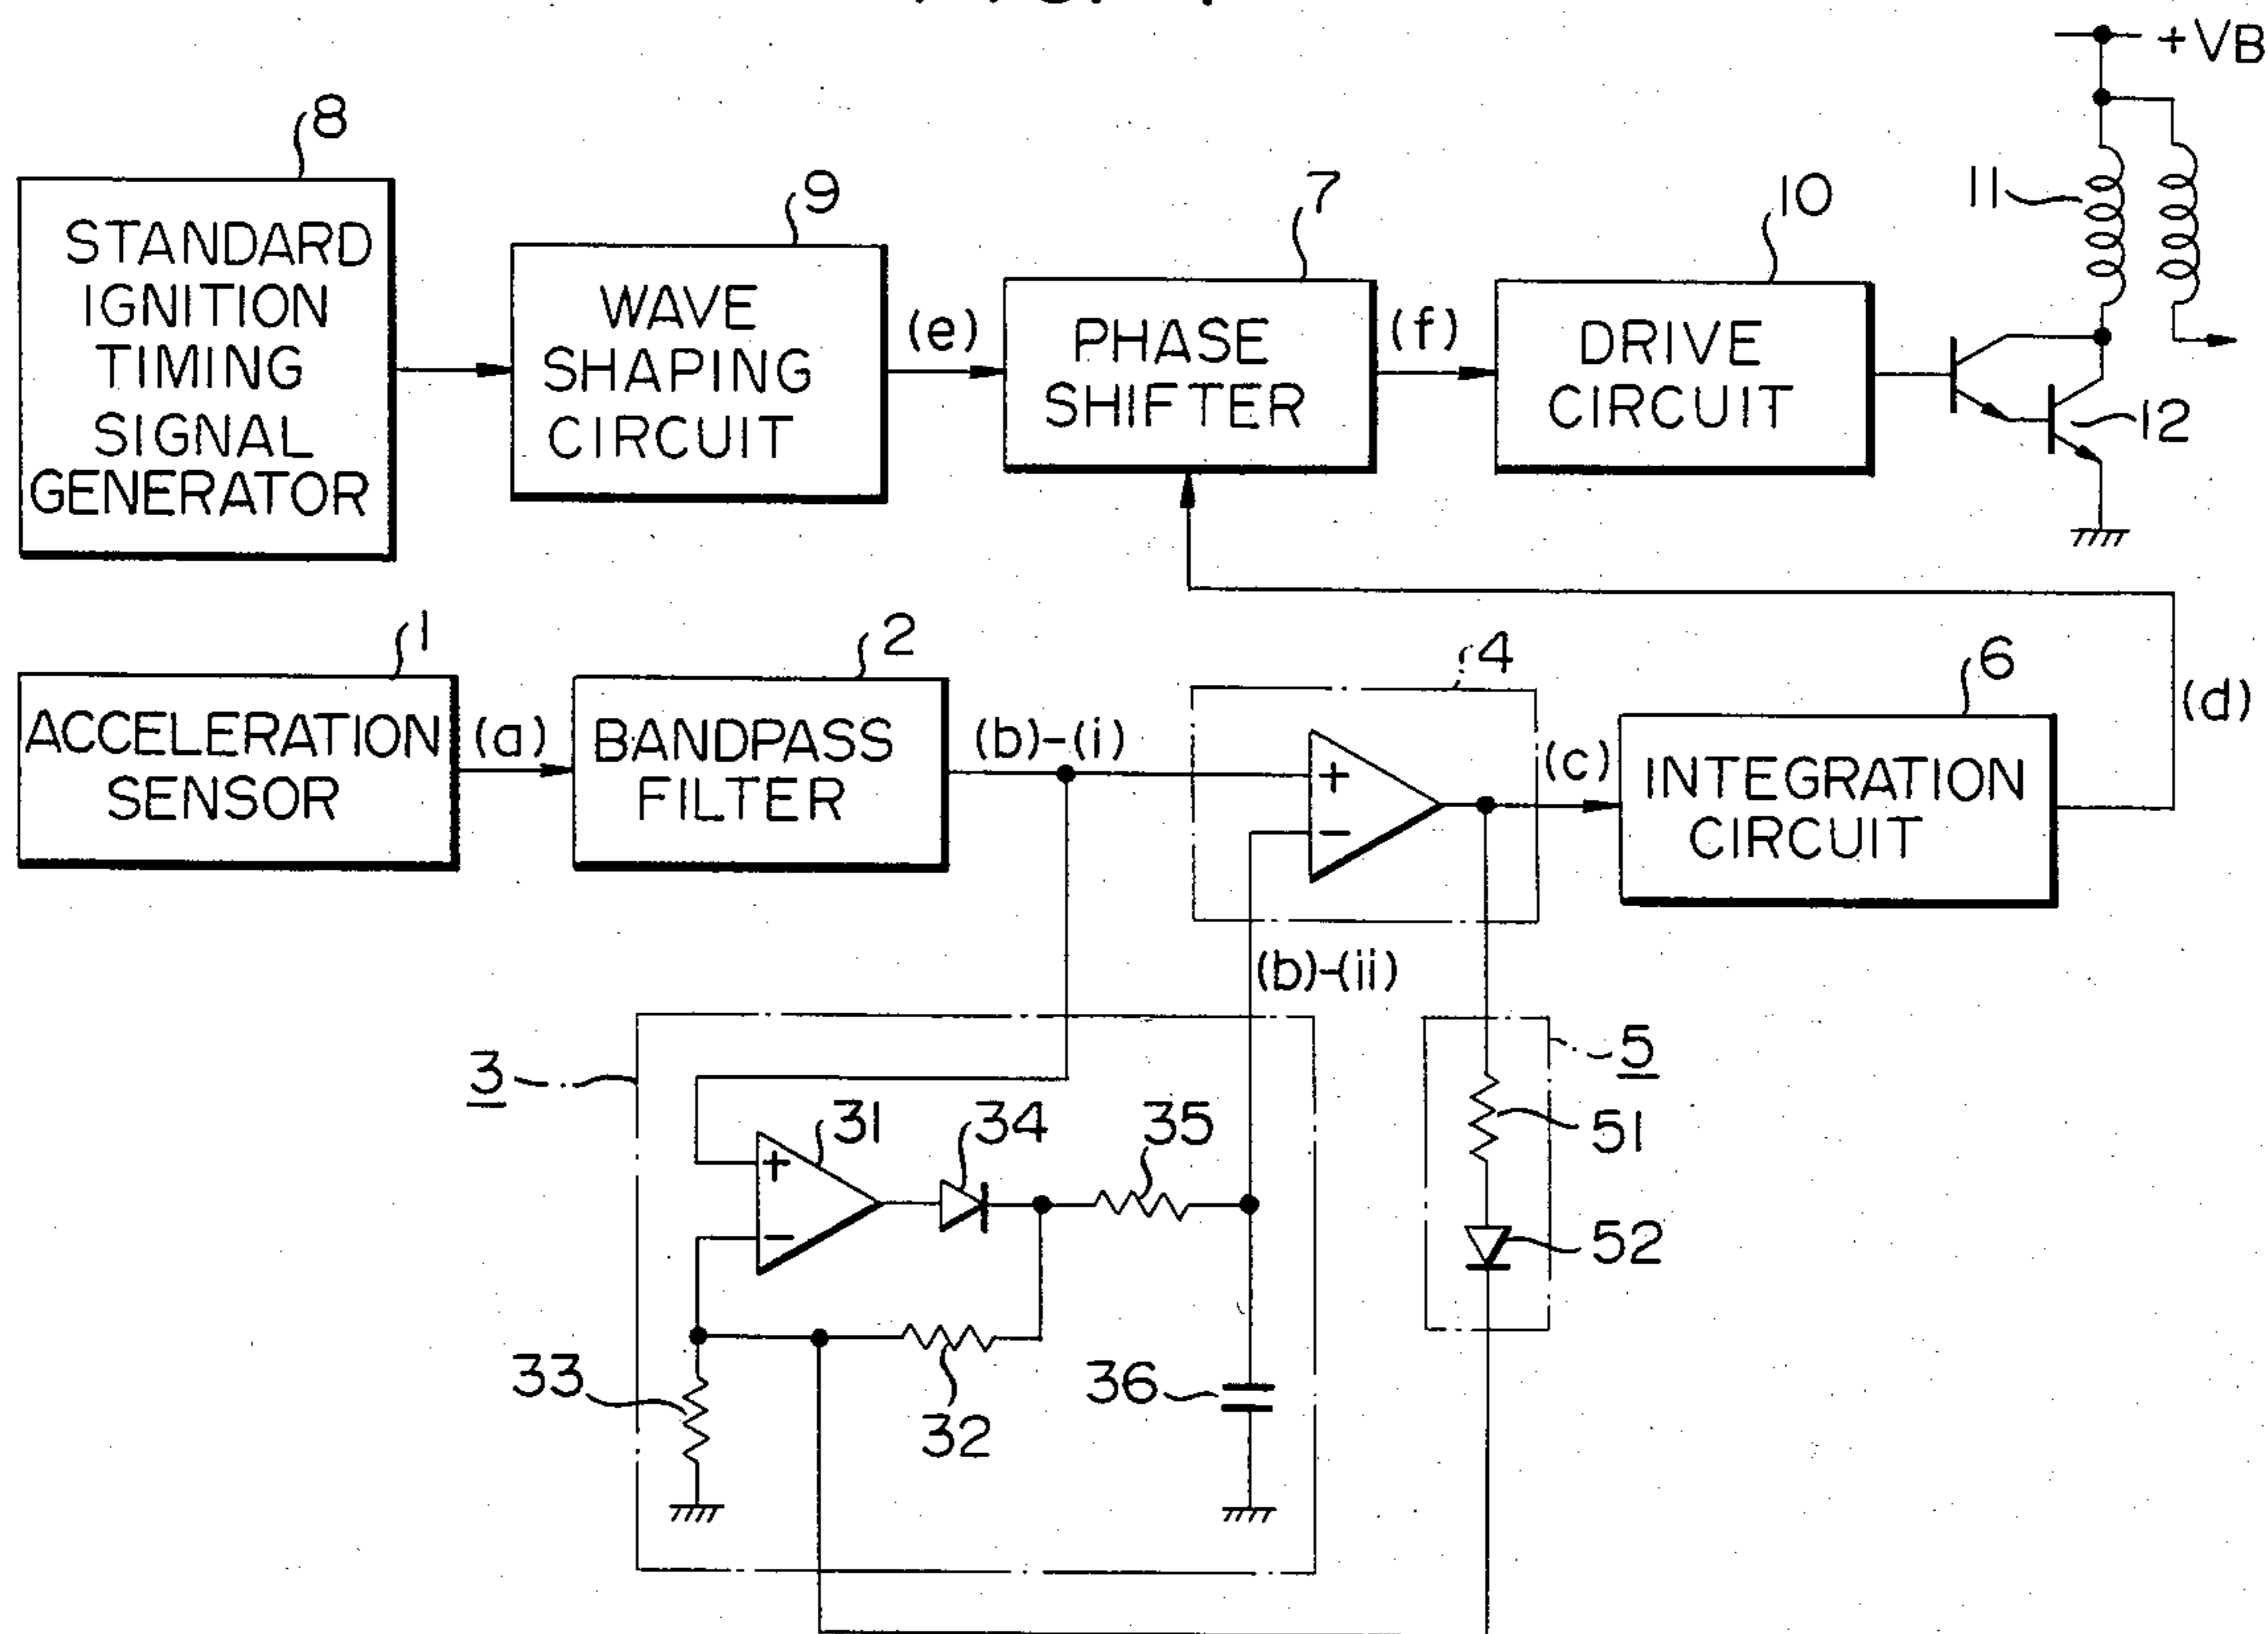 +VB
8
STANDARD
IGNITION
TIMING
SIGNAL
GENERATOR
9
WAVE
SHAPING
CIRCUIT
(e)
7
PHASE
SHIFTER
(f)
10
DRIVE
CIRCUIT
11
12
1
ACCELERATION
SENSOR
(a)
2
BANDPASS
FILTER
(b)-(i)
4
+
−
(c)
6
INTEGRATION
CIRCUIT
(d)
(b)-(ii)
3
31
+
−
34
35
5
51
52
33
32
36